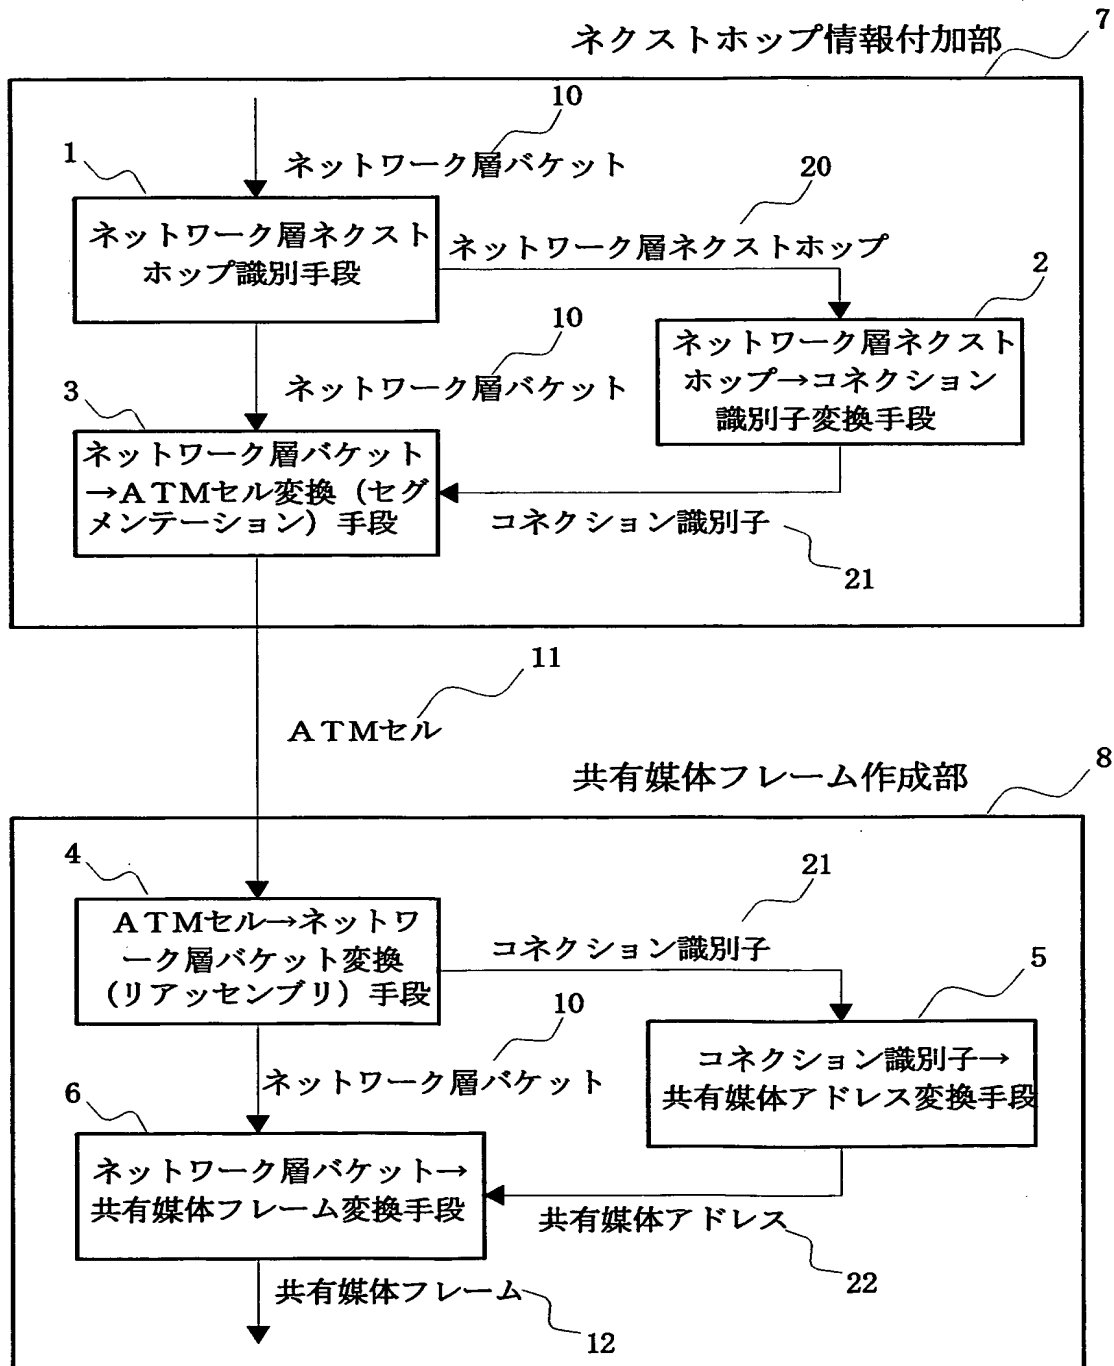 7
ネクストホップ情報付加部
10
1
ネットワーク層バケット
20
ネットワーク層ネクスト
ホップ識別手段
ネットワーク層ネクストホップ
2
10
ネットワーク層ネクスト
ホップ→コネクション
識別子変換手段
3
ネットワーク層バケット
ネットワーク層バケット
→ATMセル変換(セグ
メンテーション)手段
コネクション識別子
21
11
ATMセル
8
共有媒体フレーム作成部
4
21
ATMセル→ネットワ
ーク層バケット変換
(リアッセンブリ)手段
コネクション識別子
5
10
コネクション識別子→
共有媒体アドレス変換手段
6
ネットワーク層バケット
ネットワーク層バケット→
共有媒体フレーム変換手段
共有媒体アドレス
22
共有媒体フレーム
12